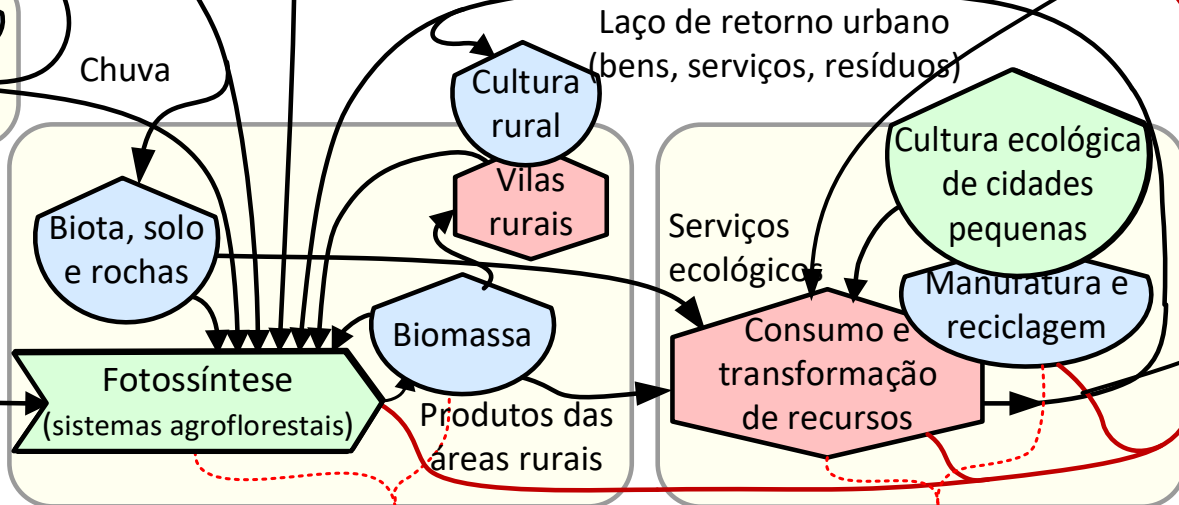 Laço de retorno urbano
(bens, serviços, resíduos)
Chuva
Cultura
rural
Vilas
rurais
Biota, solo
e rochas
Biomassa
Fotossíntese
(sistemas agroflorestais)
Produtos das
áreas rurais
Serviços
ecológicos
Cultura ecológica
de cidades
pequenas
Manufatura e
reciclagem
Consumo e
transformação
de recursos